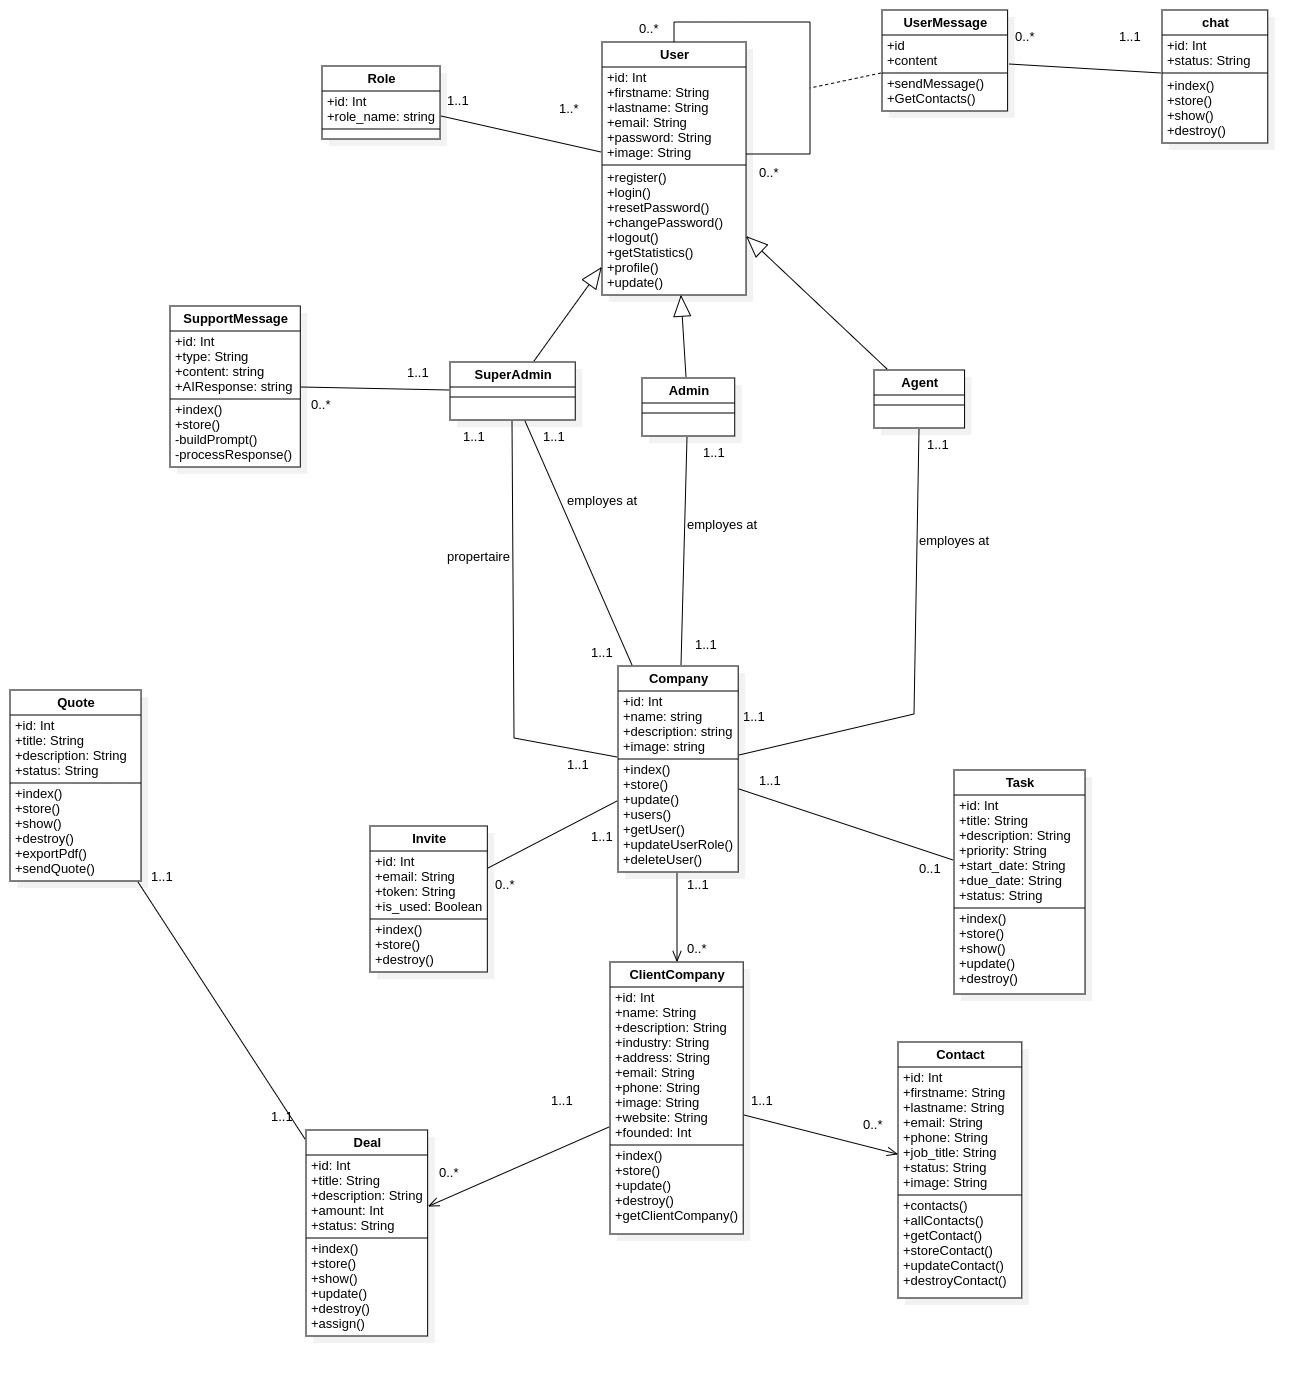 0..*
User
+id: Int
+firstname: String
+lastname: String
+email: String
+password: String
+image: String
+register()
+login()
+resetPassword()
+changePassword()
+logout()
+getStatistics()
+profile()
+update()
0..*
UserMessage
+id
+content
+sendMessage()
+GetContacts()
0..*
1..1
chat
+id: Int
+status: String
+index()
+store()
+show()
+destroy()
Role
+id: Int
+role_name: string
1..1
1..*
SupportMessage
+id: Int
+type: String
+content: string
+AIResponse: string
+index()
+store()
-buildPrompt()
-processResponse()
0..*
1..1
SuperAdmin
1..1
1..1
Admin
1..1
Agent
1..1
employes at
employes at
employes at
propertaire
1..1
1..1
1..1
1..1
Company
+id: Int
+name: string
+description: string
+image: string
+index()
+store()
+update()
+users()
+getUser()
+updateUserRole()
+deleteUser()
1..1
1..1
1..1
Quote
+id: Int
+title: String
+description: String
+status: String
+index()
+store()
+show()
+destroy()
+exportPdf()
+sendQuote()
1..1
1..1
Invite
+id: Int
+email: String
+token: String
+is_used: Boolean
+index()
+store()
+destroy()
0..*
Task
+id: Int
+title: String
+description: String
+priority: String
+start_date: String
+due_date: String
+status: String
+index()
+store()
+show()
+update()
+destroy()
0..1
0..*
ClientCompany
+id: Int
+name: String
+description: String
+industry: String
+address: String
+email: String
+phone: String
+image: String
+website: String
+founded: Int
+index()
+store()
+update()
+destroy()
+getClientCompany()
1..1
1..1
0..*
Contact
+id: Int
+firstname: String
+lastname: String
+email: String
+phone: String
+job_title: String
+status: String
+image: String
+contacts()
+allContacts()
+getContact()
+storeContact()
+updateContact()
+destroyContact()
Deal
+id: Int
+title: String
+description: String
+amount: Int
+status: String
+index()
+store()
+show()
+update()
+destroy()
+assign()
0..*